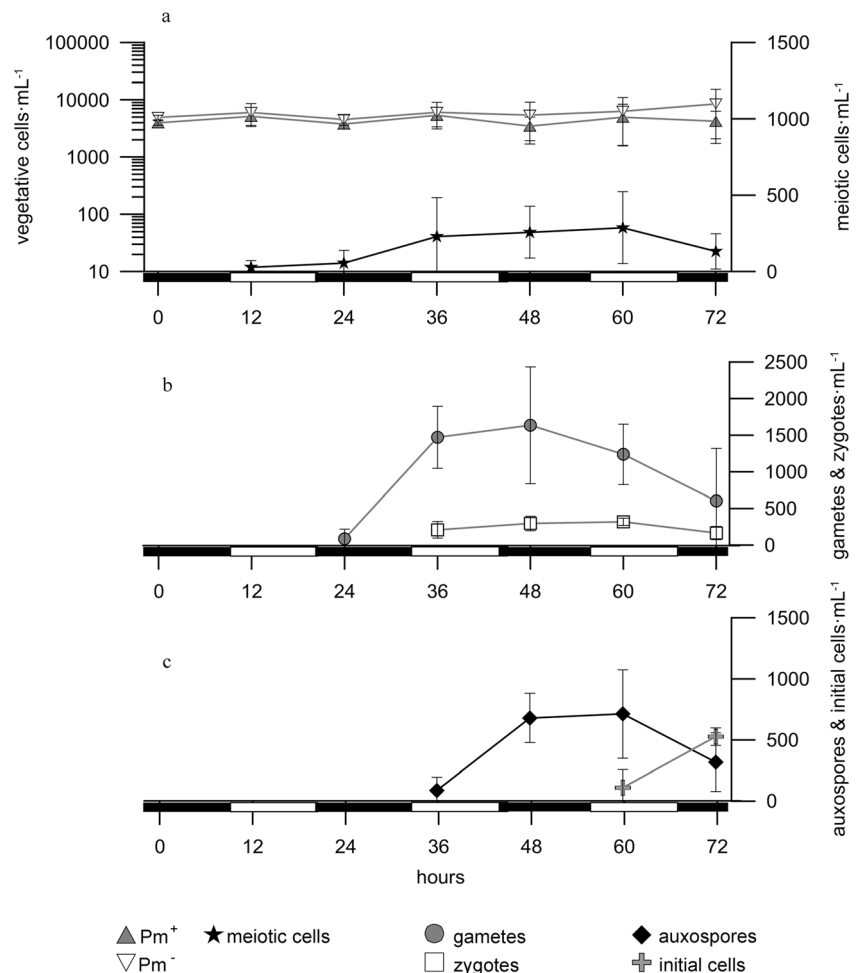 a
100000
10000
1000
100
10
vegetative cells·mL⁻¹
1500
1000
500
0
meiotic cells·mL⁻¹
0 12 24 36 48 60 72
b
2500
2000
1500
1000
500
0
gametes & zygotes·mL⁻¹
0 12 24 36 48 60 72
c
1500
1000
500
0
auxospores & initial cells·mL⁻¹
0 12 24 36 48 60 72
hours
Pm⁺ meiotic cells gametes auxospores
Pm⁻ zygotes initial cells